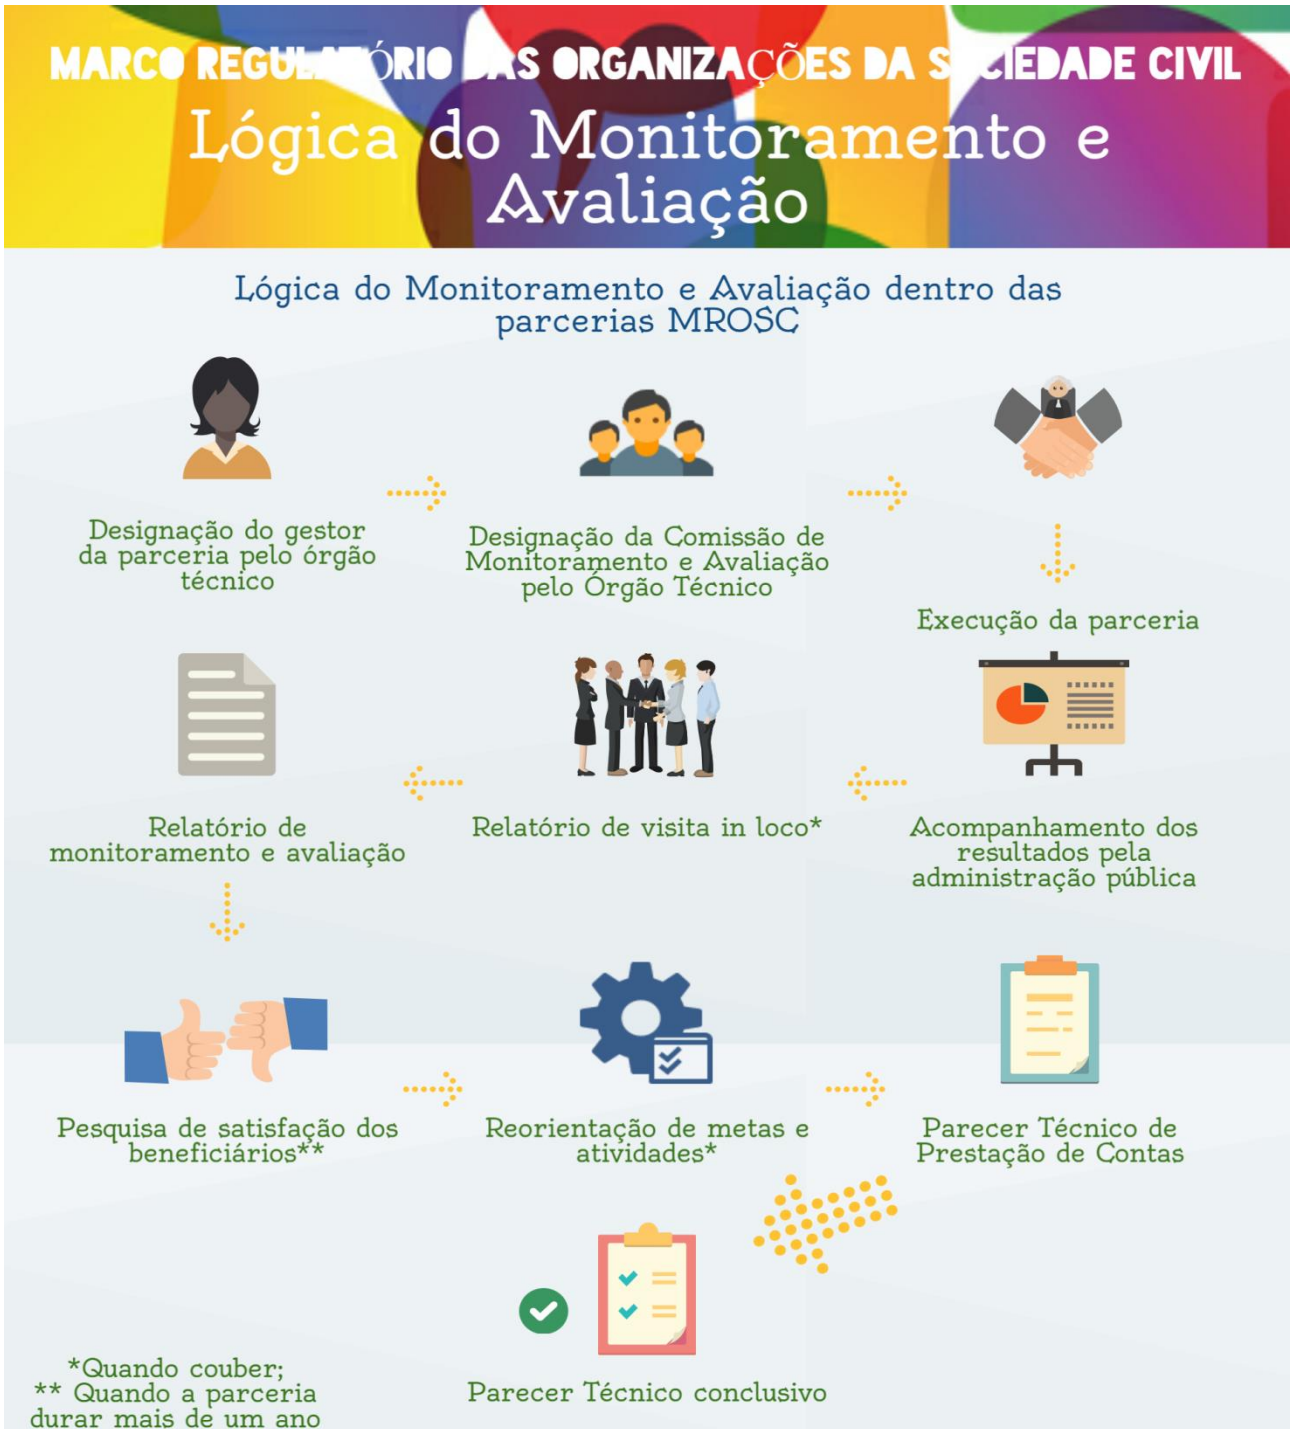 MARCO REGULATÓRIO DAS ORGANIZAÇÕES DA SOCIEDADE CIVIL
Lógica do Monitoramento e
Avaliação
Lógica do Monitoramento e Avaliação dentro das
parcerias MROSC
Designação do gestor
da parceria pelo órgão
técnico
Designação da Comissão de
Monitoramento e Avaliação
pelo Órgão Técnico
Execução da parceria
Relatório de
monitoramento e avaliação
Relatório de visita in loco*
Acompanhamento dos
resultados pela
administração pública
Pesquisa de satisfação dos
beneficiários**
Reorientação de metas e
atividades*
Parecer Técnico de
Prestação de Contas
Parecer Técnico conclusivo
*Quando couber;
** Quando a parceria
durar mais de um ano